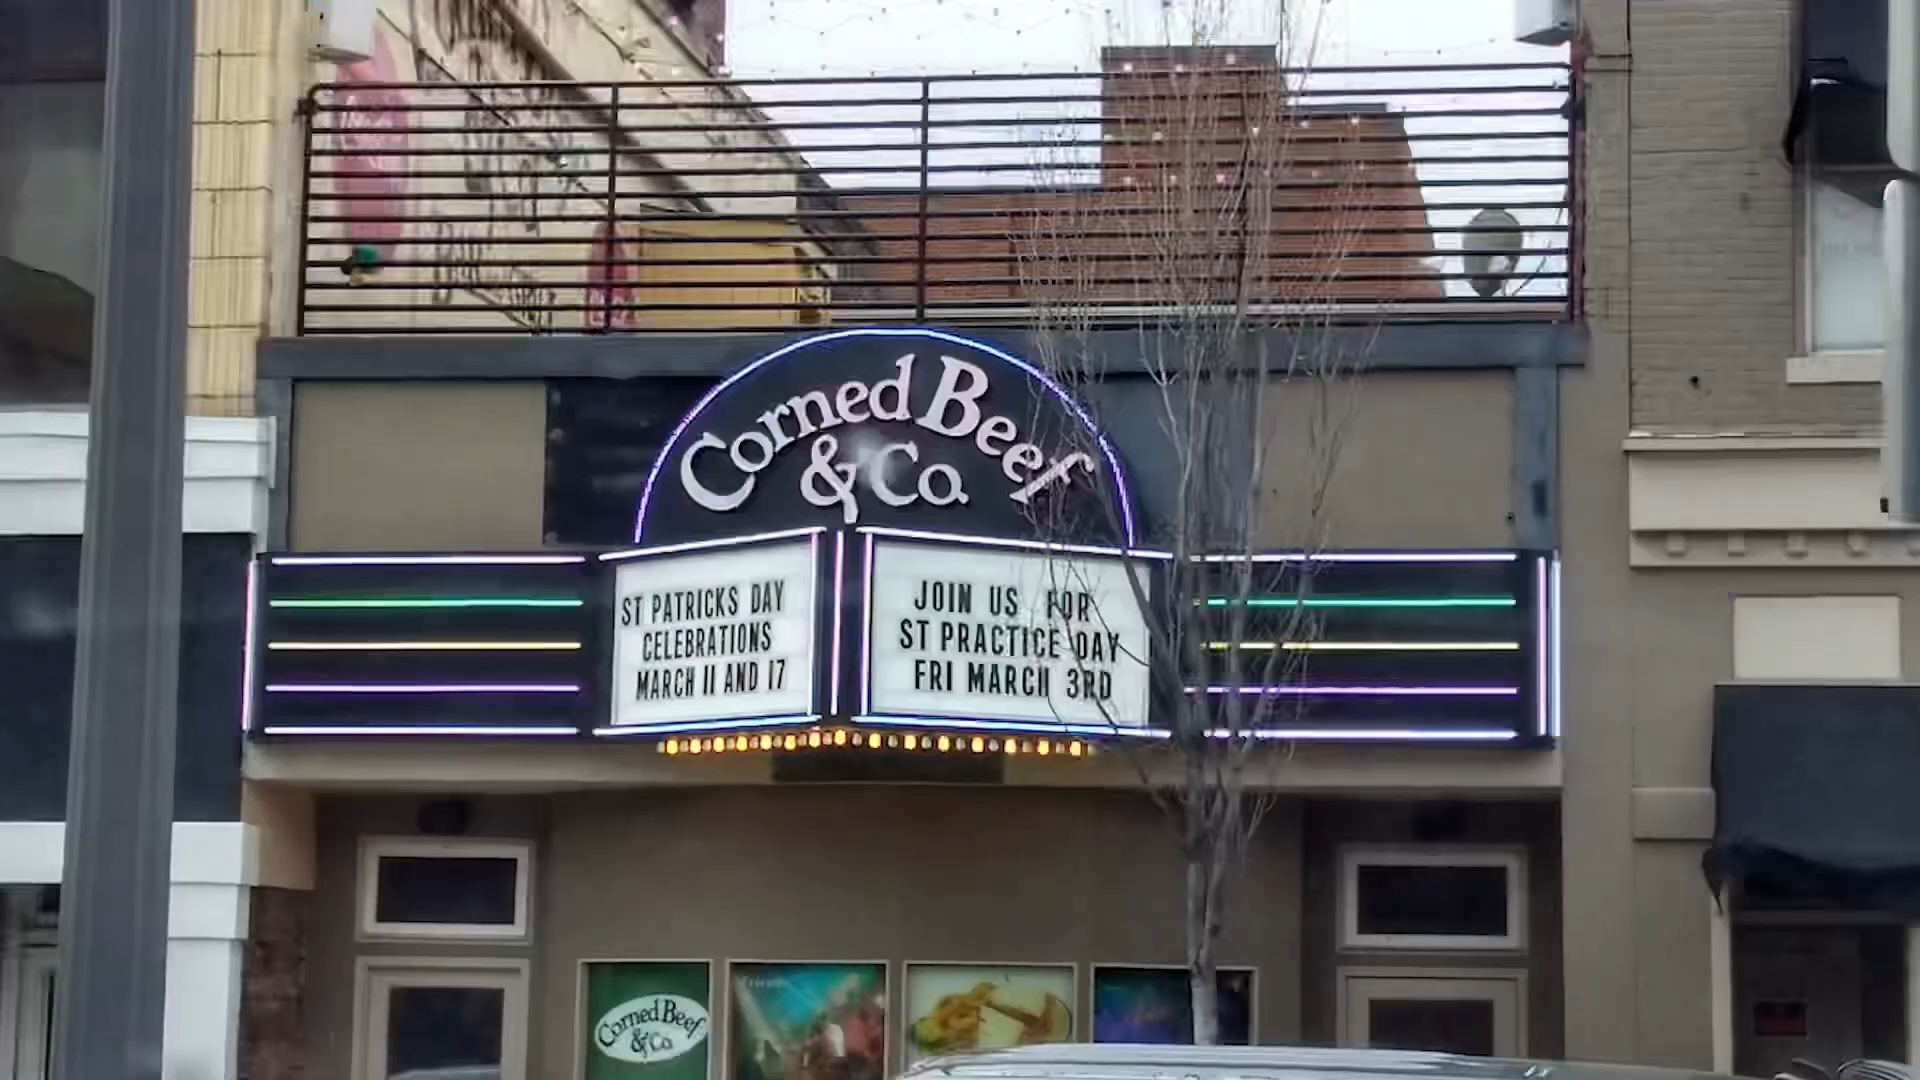 Corned Beef
& Co.
ST PATRICKS DAY
CELEBRATIONS
MARCH 11 AND 17
JOIN US FOR
ST PRACTICE DAY
FRI MARCH 3RD
Corned Beef
& Co.